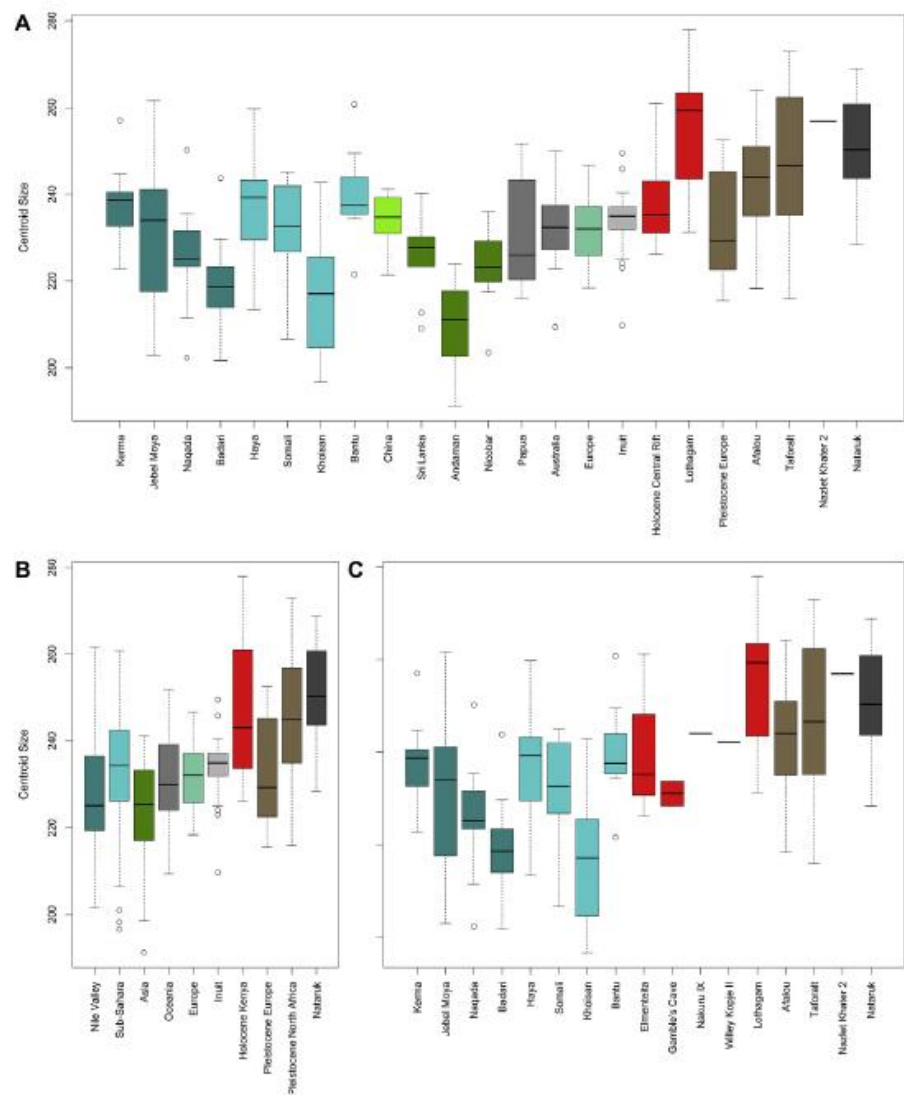 A
280
260
240
220
200
Centroid Size
Kerma
Jebel Moya
Naqada
Badari
Haya
Somali
Khoisan
Bantu
China
Sri Lanka
Andaman
Nicobar
Papua
Australia
Europe
Inuit
Holocene Central Rift
Lothagam
Pleistocene Europe
Afalou
Taforalt
Nazlet Khater 2
Nataruk
B
280
260
240
220
200
Centroid Size
Nile Valley
Sub-Sahara
Asia
Oceania
Europe
Inuit
Holocene Kenya
Pleistocene Europe
Pleistocene North Africa
Nataruk
C
Kerma
Jebel Moya
Naqada
Badari
Haya
Somali
Khoisan
Bantu
Elmenteita
Gamble's Cave
Nakuru IX
Willey Kopje II
Lothagam
Afalou
Taforalt
Nazlet Khater 2
Nataruk